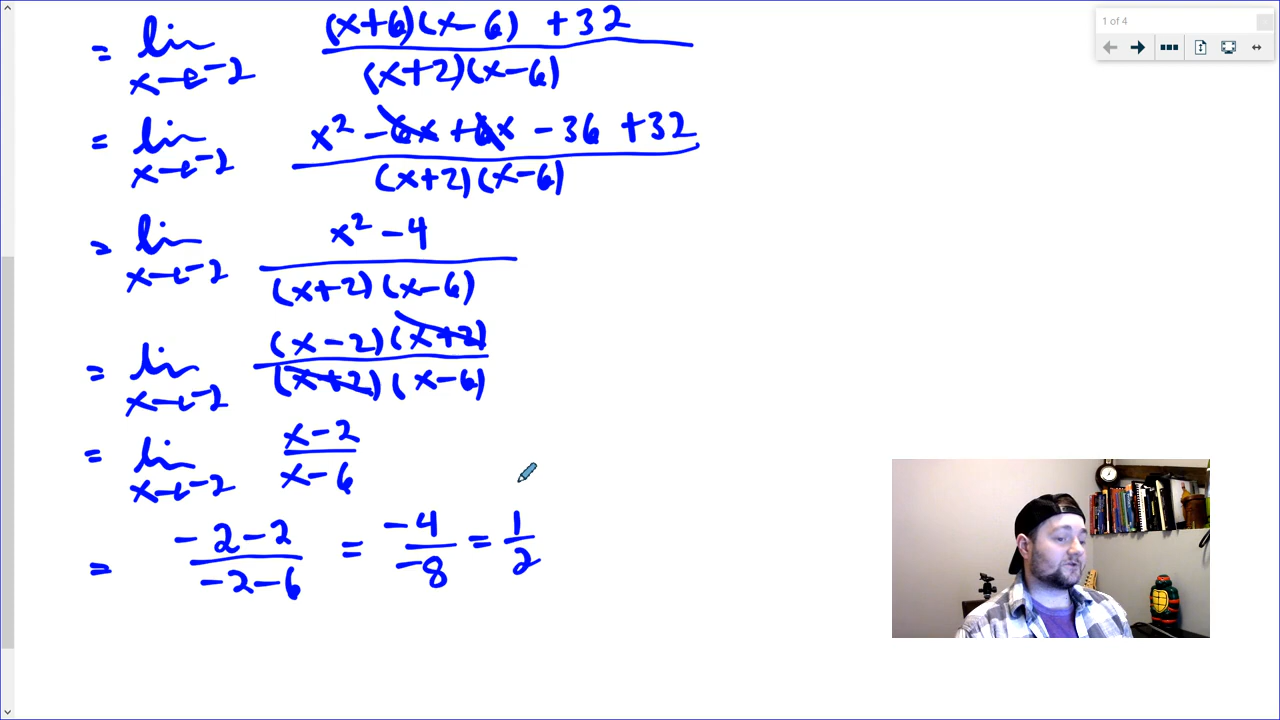 1 of 4
= lim x→-2 (x+6)(x-6) +32 / (x+2)(x-6)
= lim x→-2 x² -6x +6x -36 +32 / (x+2)(x-6)
= lim x→-2 x² -4 / (x+2)(x-6)
= lim x→-2 (x-2)(x+2) / (x+2)(x-6)
= lim x→-2 x-2 / x-6
= -2-2 / -2-6 = -4 / -8 = 1 / 2